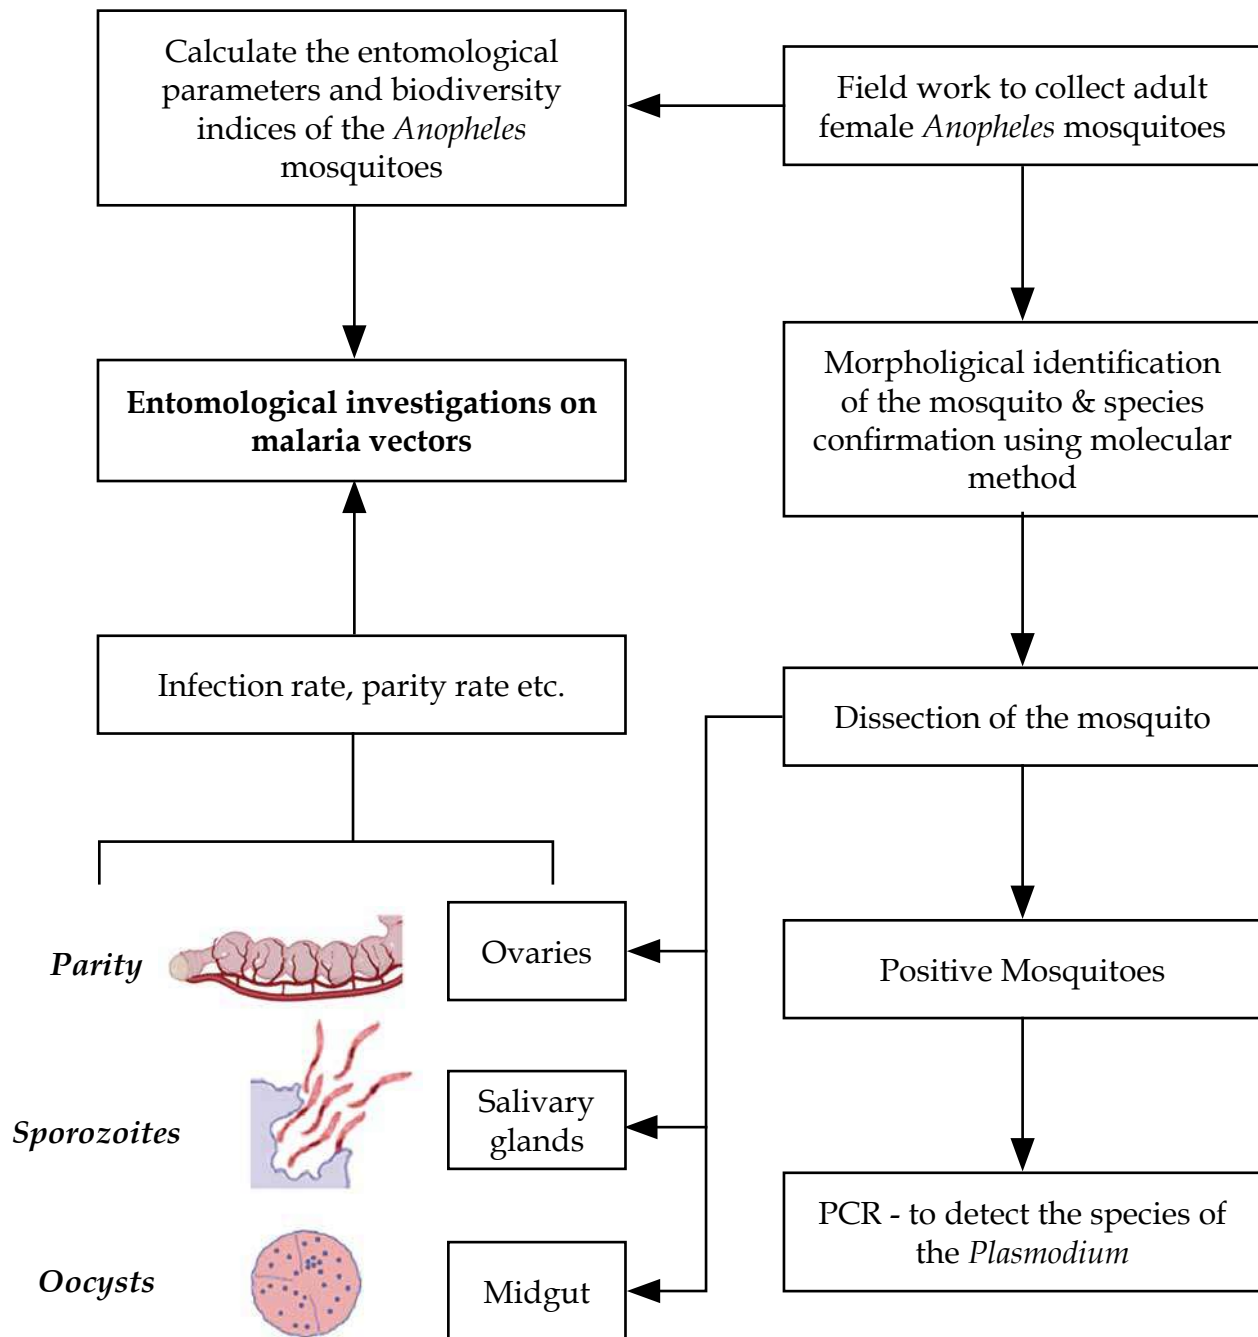 Calculate the entomological
parameters and biodiversity
indices of the Anopheles
mosquitoes
Field work to collect adult
female Anopheles mosquitoes
Entomological investigations on
malaria vectors
Morpholigical identification
of the mosquito & species
confirmation using molecular
method
Infection rate, parity rate etc.
Dissection of the mosquito
Parity
Ovaries
Positive Mosquitoes
Sporozoites
Salivary
glands
PCR - to detect the species of
the Plasmodium
Oocysts
Midgut